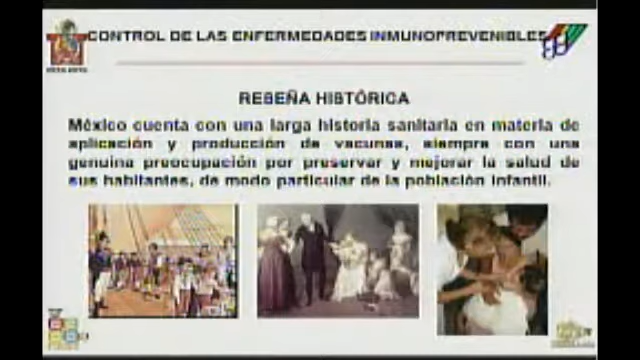 CONTROL DE LAS ENFERMEDADES INMUNOPREVENIBLES
RESEÑA HISTÓRICA
México cuenta con una larga historia sanitaria en materia de
aplicación y producción de vacunas, siempre con una
genuina preocupación por preservar y mejorar la salud de
sus habitantes, de modo particular de la población infantil.